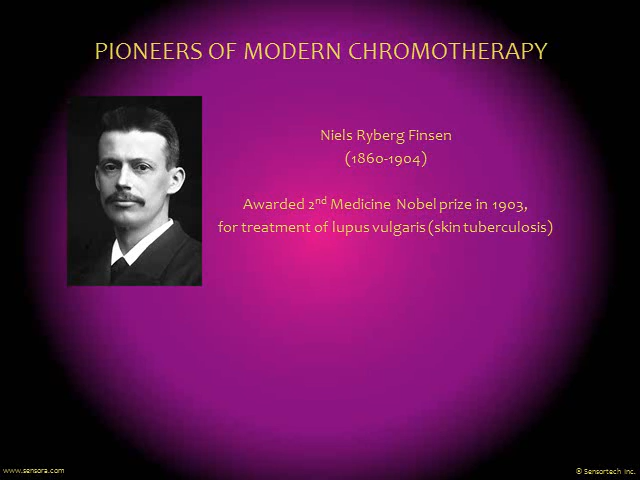 PIONEERS OF MODERN CHROMOTHERAPY
Niels Ryberg Finsen
(1860-1904)
Awarded 2nd Medicine Nobel prize in 1903,
for treatment of lupus vulgaris (skin tuberculosis)
www.sensora.com
© Sensortech Inc.